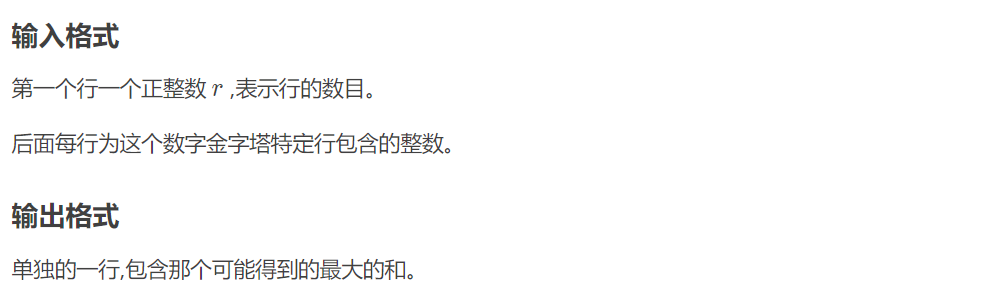 输入格式
第一个行一个正整数 r ,表示行的数目。
后面每行为这个数字金字塔特定行包含的整数。
输出格式
单独的一行,包含那个可能得到的最大的和。